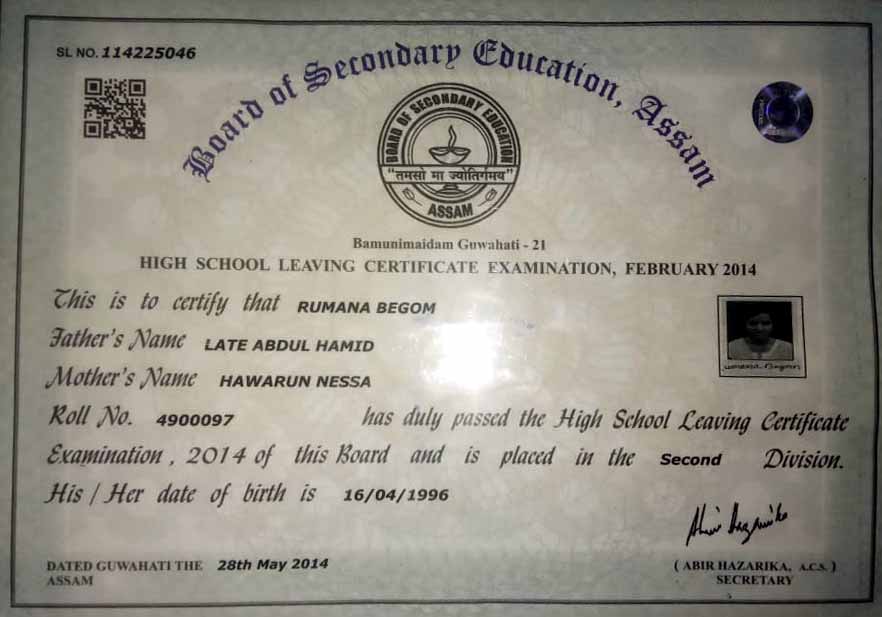 SL NO. 114225046
Board of Secondary Education, Assam
BOARD OF SECONDARY EDUCATION
"तमसो मा ज्योतिर्गमय"
ASSAM
Bamunimaidam Guwahati - 21
HIGH SCHOOL LEAVING CERTIFICATE EXAMINATION, FEBRUARY 2014
This is to certify that RUMANA BEGOM
Father's Name LATE ABDUL HAMID
Mother's Name HAWARUN NESSA
Roll No. 4900097 has duly passed the High School Leaving Certificate
Examination, 2014 of this Board and is placed in the Second Division.
His / Her date of birth is 16/04/1996
DATED GUWAHATI THE 28th May 2014
ASSAM
( ABIR HAZARIKA, A.C.S. )
SECRETARY